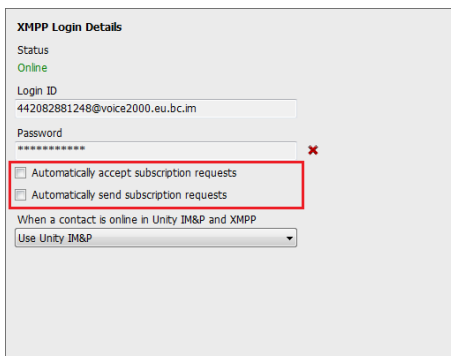 XMPP Login Details
Status
Online
Login ID
442082881248@voice2000.eu.bc.im
Password
***********
Automatically accept subscription requests
Automatically send subscription requests
When a contact is online in Unity IM&P and XMPP
Use Unity IM&P